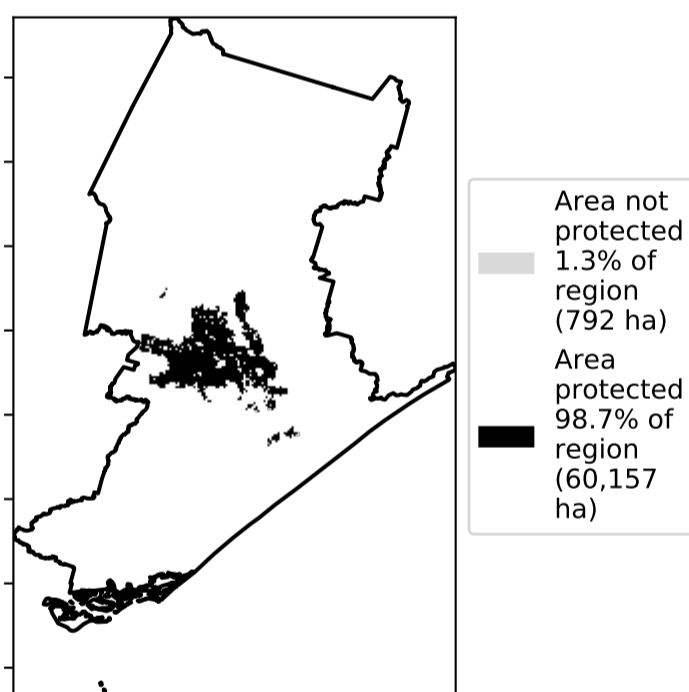 Area not
protected
1.3% of
region
(792 ha)
Area
protected
98.7% of
region
(60,157
ha)